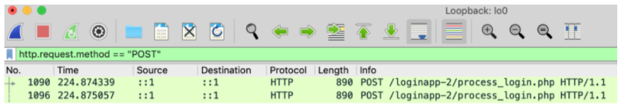 Loopback: lo0
http.request.method == "POST"
No. Time Source Destination Protocol Length Info
1090 224.874339 ::1 ::1 HTTP 890 POST /loginapp-2/process_login.php HTTP/1.1
1096 224.875057 ::1 ::1 HTTP 890 POST /loginapp-2/process_login.php HTTP/1.1